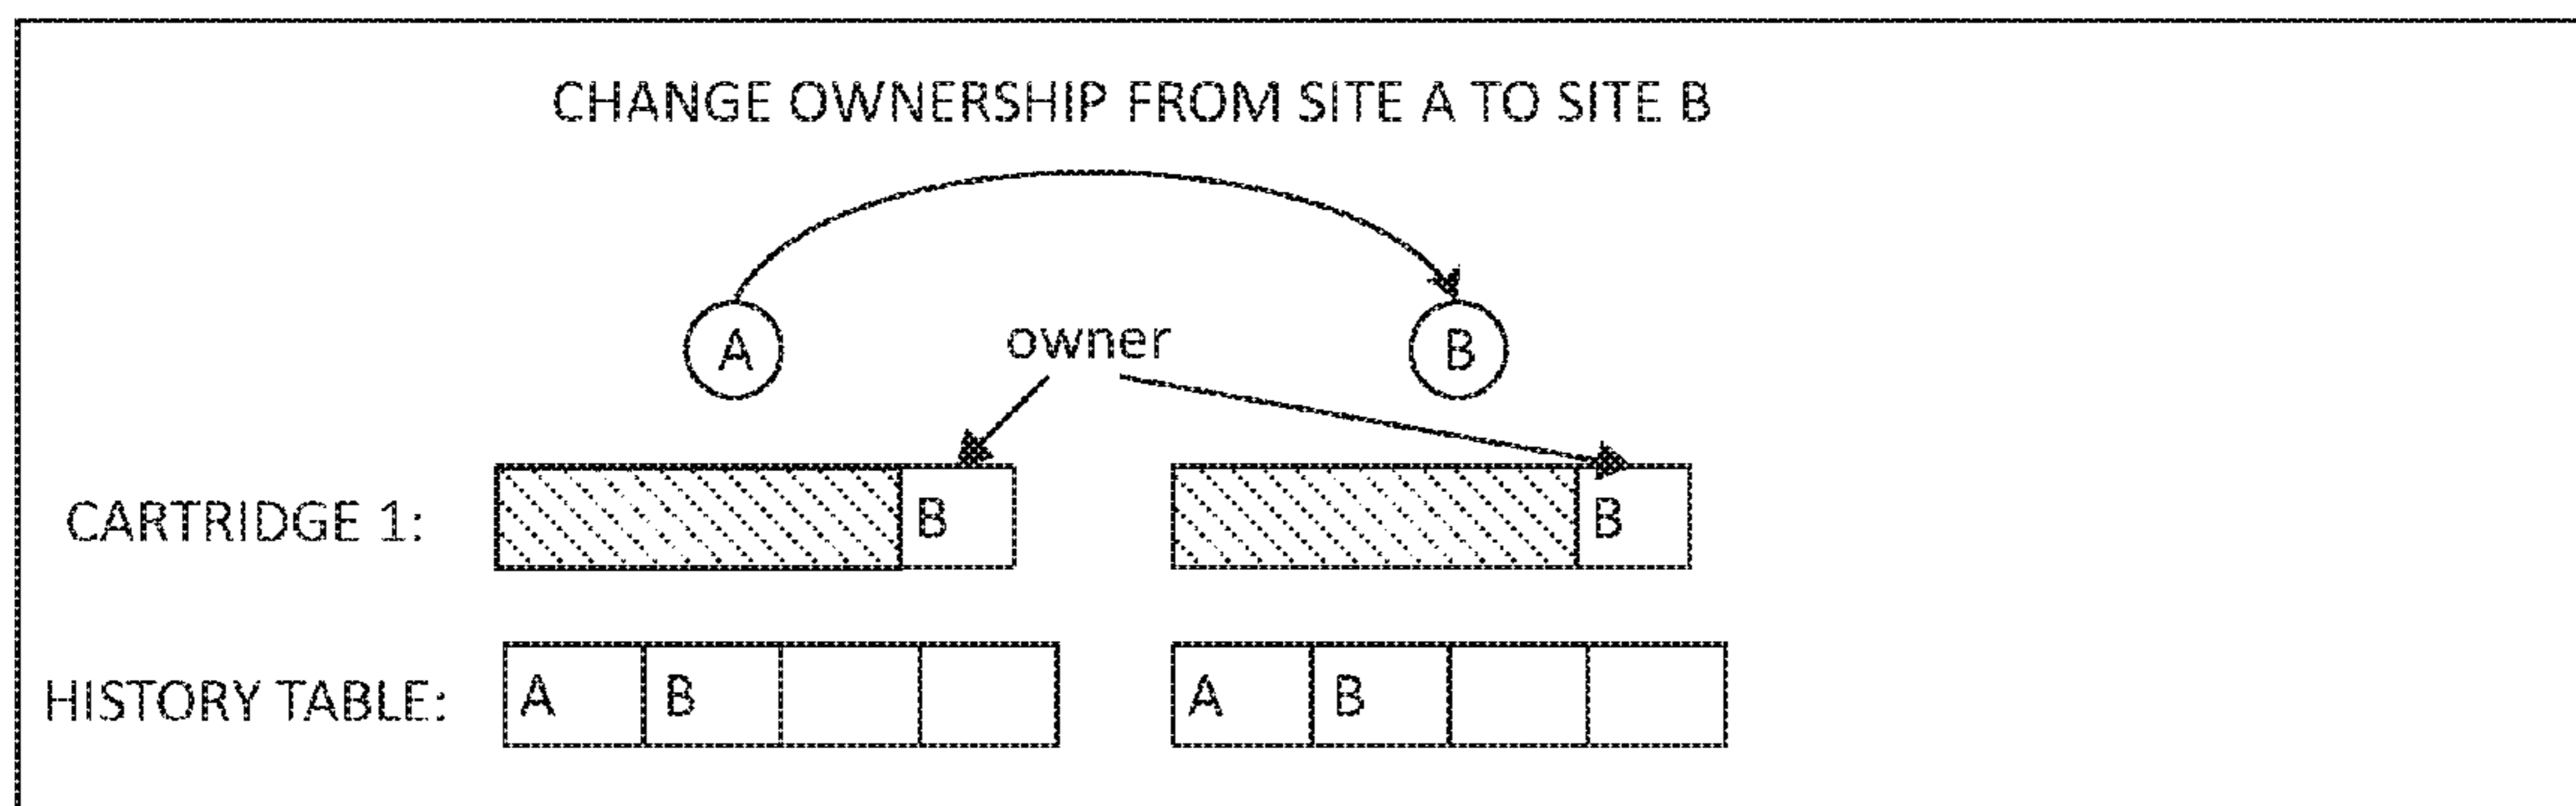 CHANGE OWNERSHIP FROM SITE A TO SITE B
A owner B
CARTRIDGE 1: B B
HISTORY TABLE: A B A B